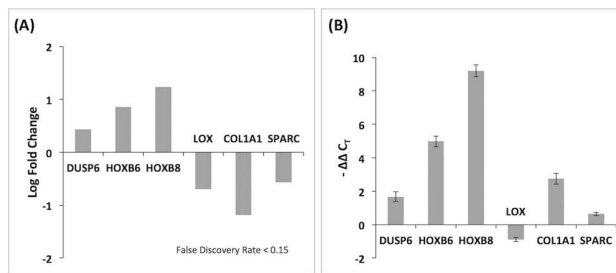 (A)
Log Fold Change
2
1
0
-1
-2
DUSP6 HOXB6 HOXB8
LOX COL1A1 SPARC
False Discovery Rate < 0.15
(B)
- ΔΔ C_T
10
8
6
4
2
0
-2
LOX
DUSP6 HOXB6 HOXB8 COL1A1 SPARC